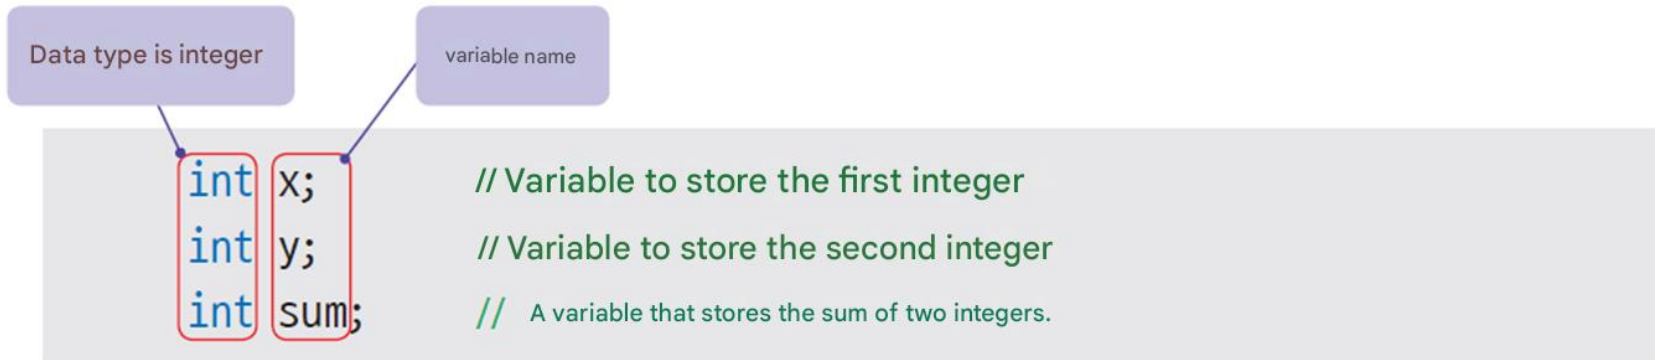 Data type is integer
variable name
int x; // Variable to store the first integer
int y; // Variable to store the second integer
int sum; // A variable that stores the sum of two integers.